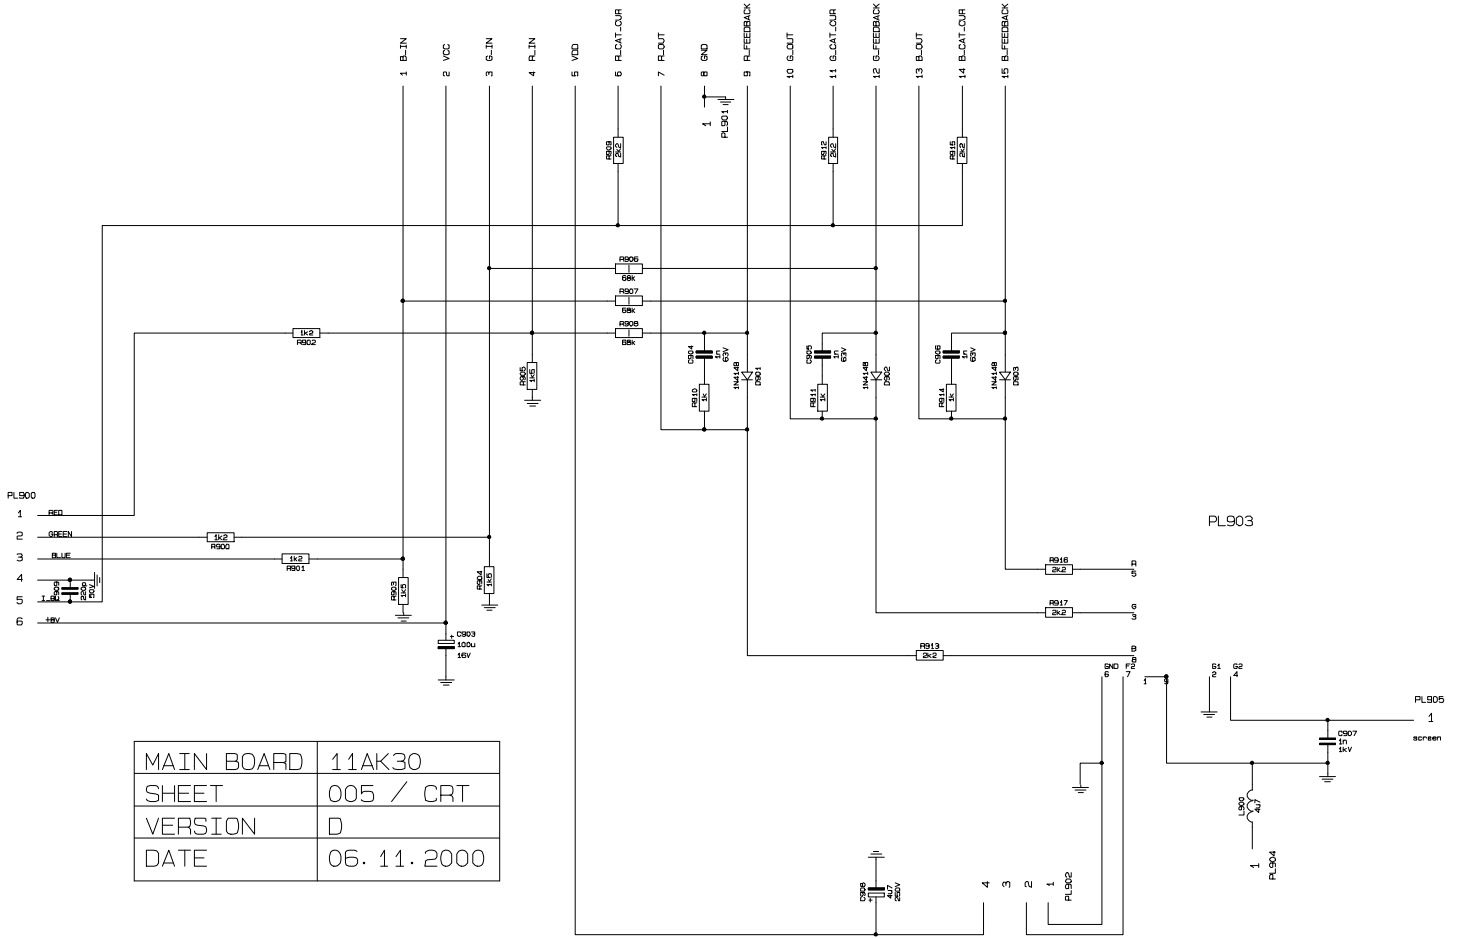 1 B_IN
2 VCC
3 G_IN
4 R_IN
5 VDD
6 R_CAT_CUR
7 R_OUT
8 GND
9 R_FEEDBACK
10 G_OUT
11 G_CAT_CUR
12 G_FEEDBACK
13 B_OUT
14 B_CAT_CUR
15 B_FEEDBACK
1
PL901
R909
2k2
R912
2k2
R915
2k2
R906
68k
R907
68k
R908
68k
1k2
R902
R905
1k5
C904
1n
63V
R910
1k
1N4148
D901
C905
1n
63V
R911
1k
1N4148
D902
C906
1n
63V
R914
1k
1N4148
D903
PL900
1 RED
2 GREEN
3 BLUE
4
5
6 +8V
1k2
R900
1k2
R901
R903
1k5
R904
1k5
220p
50V
C903
+
100u
16V
PL903
R916
2k2
R
5
R917
2k2
G
3
R913
2k2
B
8
GND
6
F2
7
1
9
G1
2
G2
4
PL905
1
screen
C907
1n
1kV
L900
4u7
1
PL904
C908
+
4u7
250V
4
3
2
1
PL902
MAIN BOARD 11AK30
SHEET 005 / CRT
VERSION D
DATE 06.11.2000